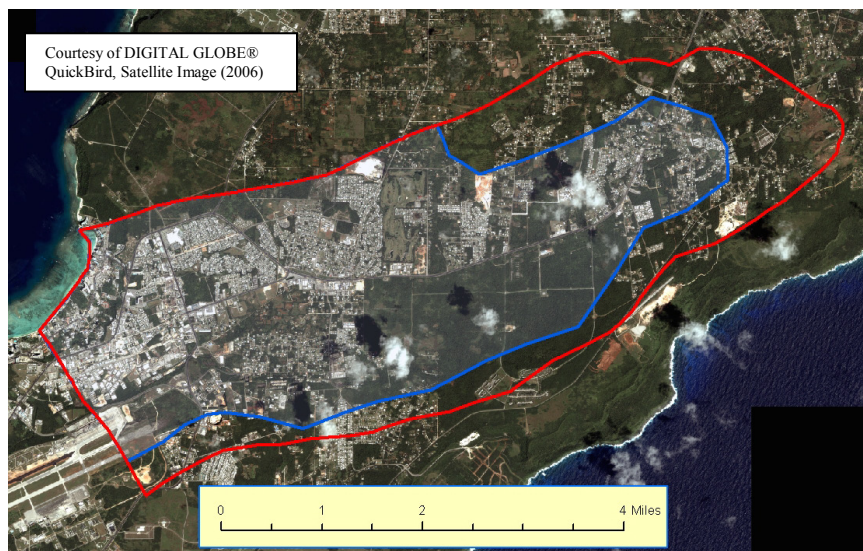 Courtesy of DIGITAL GLOBE®
QuickBird, Satellite Image (2006)
0 1 2 4 Miles